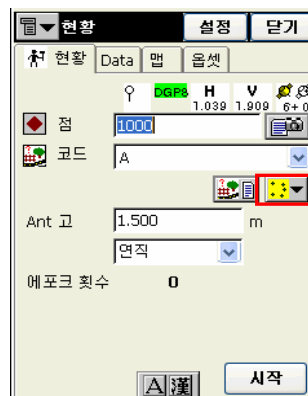 현황 설정 닫기
현황 Data 맵 옵셋
DGPS H V
1.039 1.909 6+0
점 1000
코드 A
Ant 고 1.500 m
연직
에포크 횟수 0
A 漢 시작